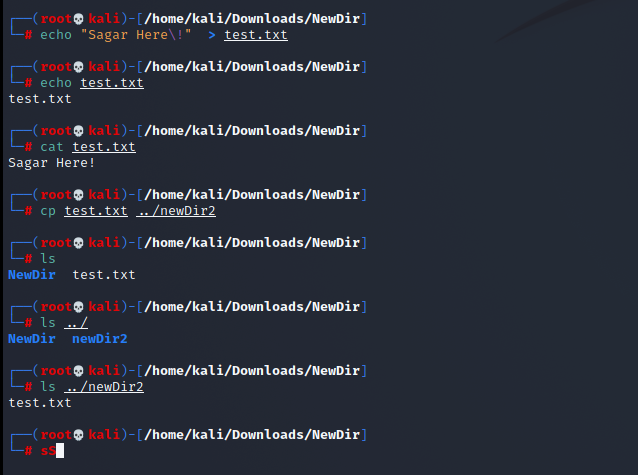 ┌──(root💀kali)-[/home/kali/Downloads/NewDir]
└─# echo "Sagar Here\!"  > test.txt
┌──(root💀kali)-[/home/kali/Downloads/NewDir]
└─# echo test.txt
test.txt
┌──(root💀kali)-[/home/kali/Downloads/NewDir]
└─# cat test.txt
Sagar Here!
┌──(root💀kali)-[/home/kali/Downloads/NewDir]
└─# cp test.txt ../newDir2
┌──(root💀kali)-[/home/kali/Downloads/NewDir]
└─# ls
NewDir  test.txt
┌──(root💀kali)-[/home/kali/Downloads/NewDir]
└─# ls ../
NewDir  newDir2
┌──(root💀kali)-[/home/kali/Downloads/NewDir]
└─# ls ../newDir2
test.txt
┌──(root💀kali)-[/home/kali/Downloads/NewDir]
└─# sS